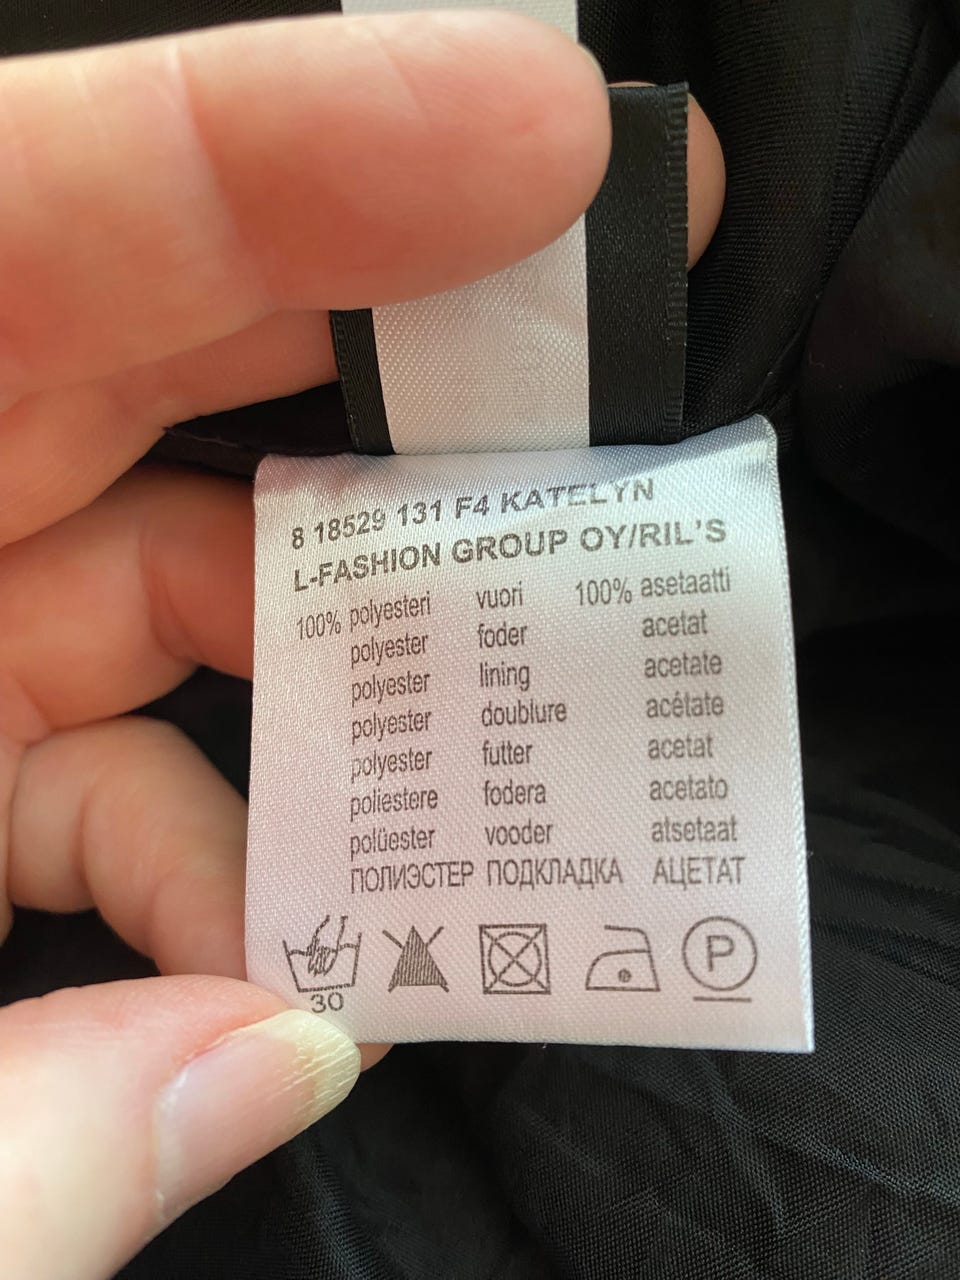 8 18529 131 F4 KATELYN
L-FASHION GROUP OY/RIL'S
100% polyesteri vuori 100% asetaatti
polyester foder acetat
polyester lining acetate
polyester doublure acétate
polyester futter acetat
poliestere fodera acetato
polüester vooder atsetaat
ПОЛИЭСТЕР ПОДКЛАДКА АЦЕТАТ
30 P